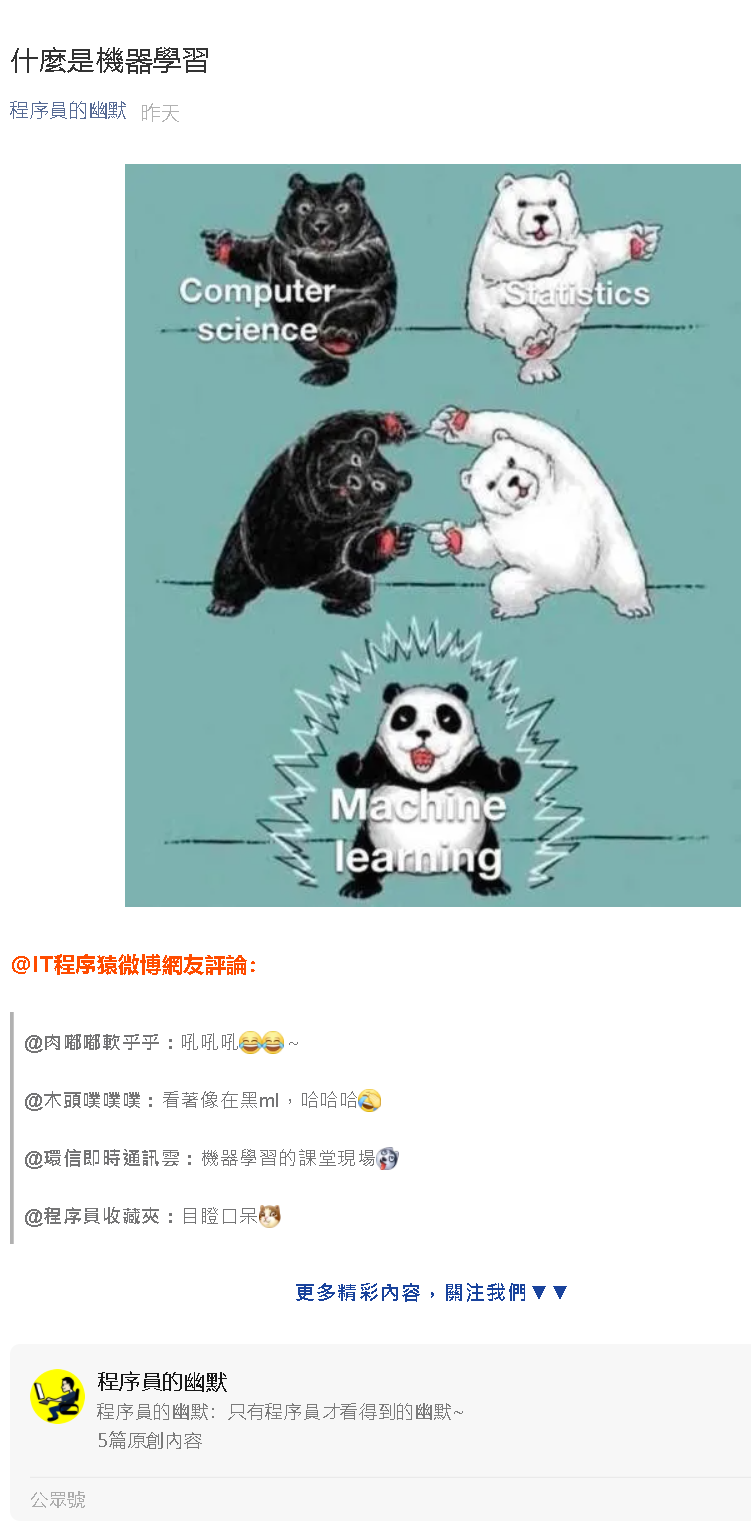 什麼是機器學習
程序員的幽默 昨天
Computer
science
Statistics
Machine
learning
@IT程序猿微博網友評論：
@肉嘟嘟軟乎乎：吼吼吼😂😂~
@木頭噗噗噗：看著像在黑ml，哈哈哈🤣
@環信即時通訊雲：機器學習的課堂現場
@程序員收藏夾：目瞪口呆
更多精彩內容，關注我們▼▼
程序員的幽默
程序員的幽默：只有程序員才看得到的幽默~
5篇原創內容
公眾號